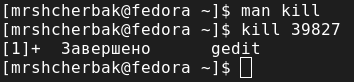 [mrshcherbak@fedora ~]$ man kill
[mrshcherbak@fedora ~]$ kill 39827
[1]+  Завершено      gedit
[mrshcherbak@fedora ~]$